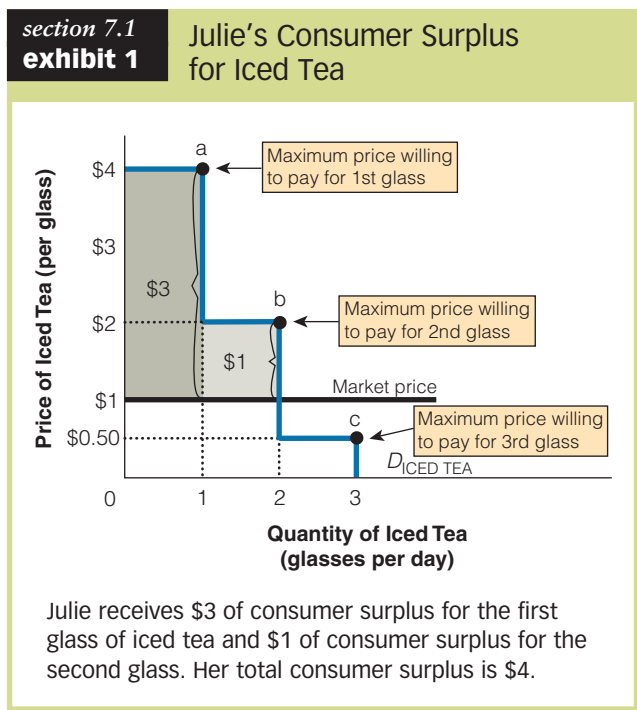 section 7.1
exhibit 1
Julie's Consumer Surplus
for Iced Tea
Price of Iced Tea (per glass)
$4
$3
$2
$1
$0.50
0
1
2
3
a
Maximum price willing
to pay for 1st glass
$3
b
Maximum price willing
to pay for 2nd glass
$1
Market price
c
Maximum price willing
to pay for 3rd glass
DICED TEA
Quantity of Iced Tea
(glasses per day)
Julie receives $3 of consumer surplus for the first
glass of iced tea and $1 of consumer surplus for the
second glass. Her total consumer surplus is $4.